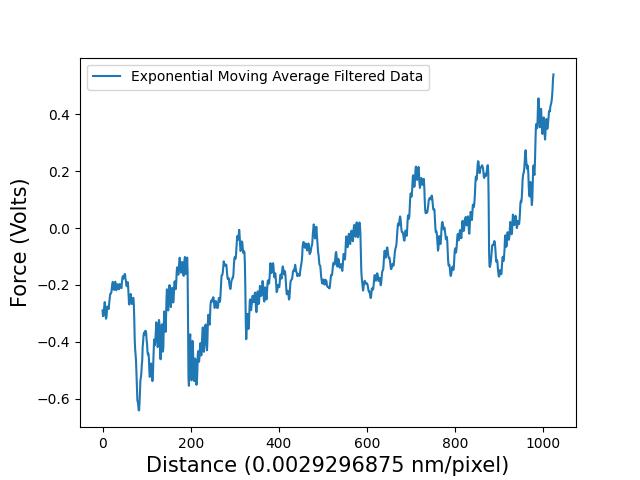 Exponential Moving Average Filtered Data
0.4
0.2
0.0
−0.2
−0.4
−0.6
Force (Volts)
0 200 400 600 800 1000
Distance (0.0029296875 nm/pixel)